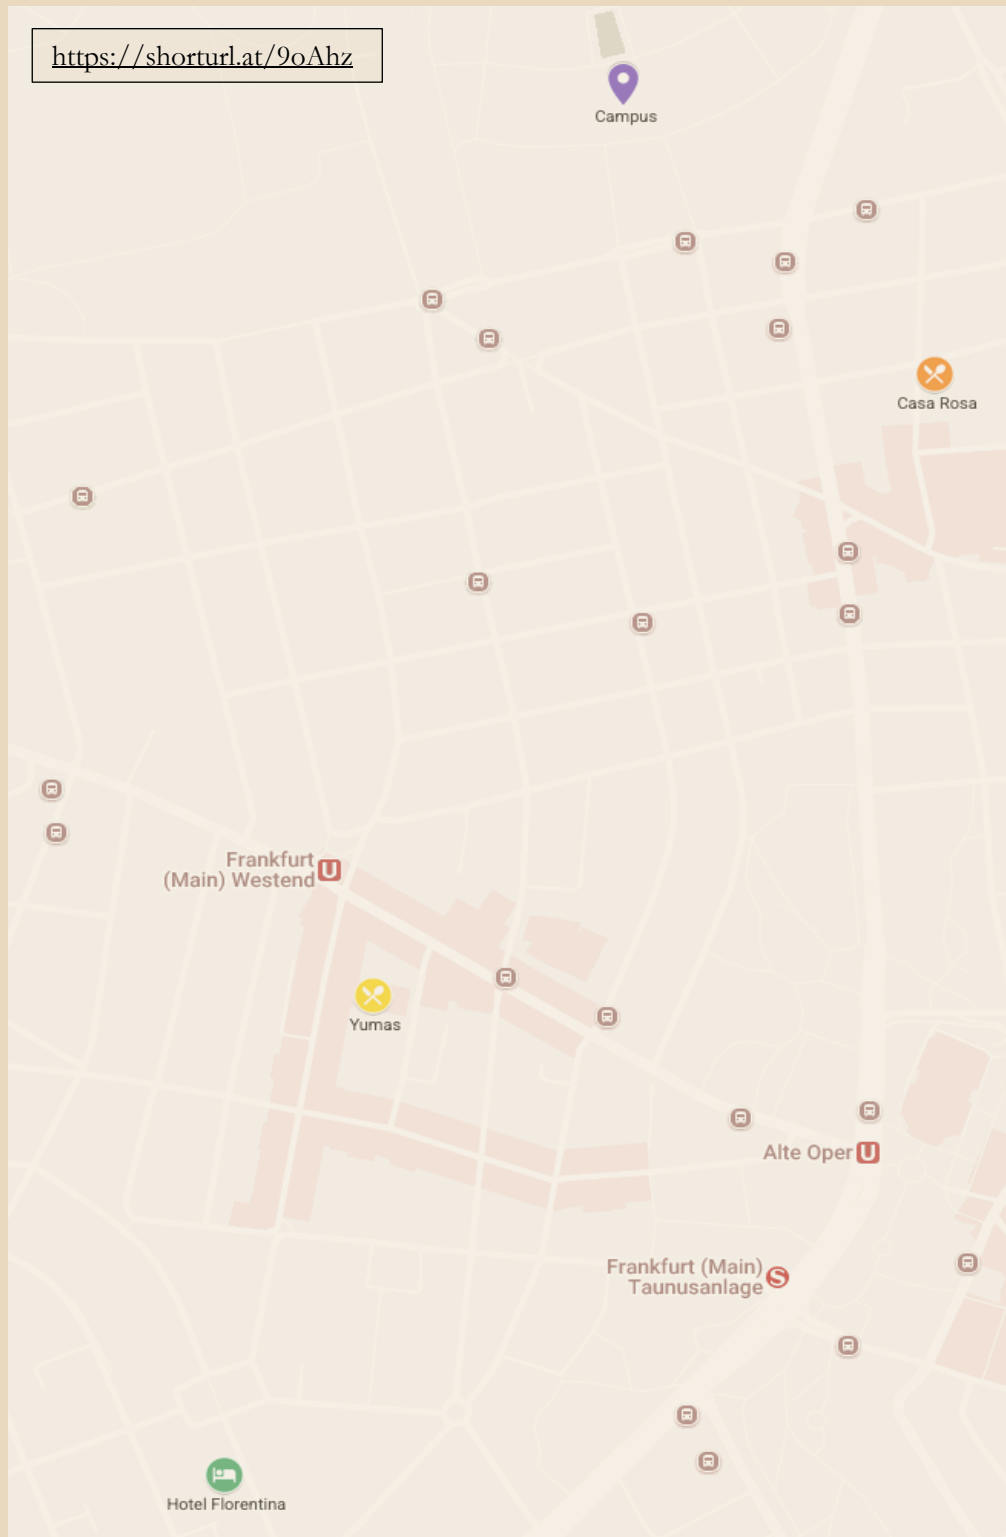 https://shorturl.at/9oAhz
Campus
Casa Rosa
Frankfurt
(Main) Westend
U
Yumas
Alte Oper U
Frankfurt (Main)
Taunusanlage
S
Hotel Florentina